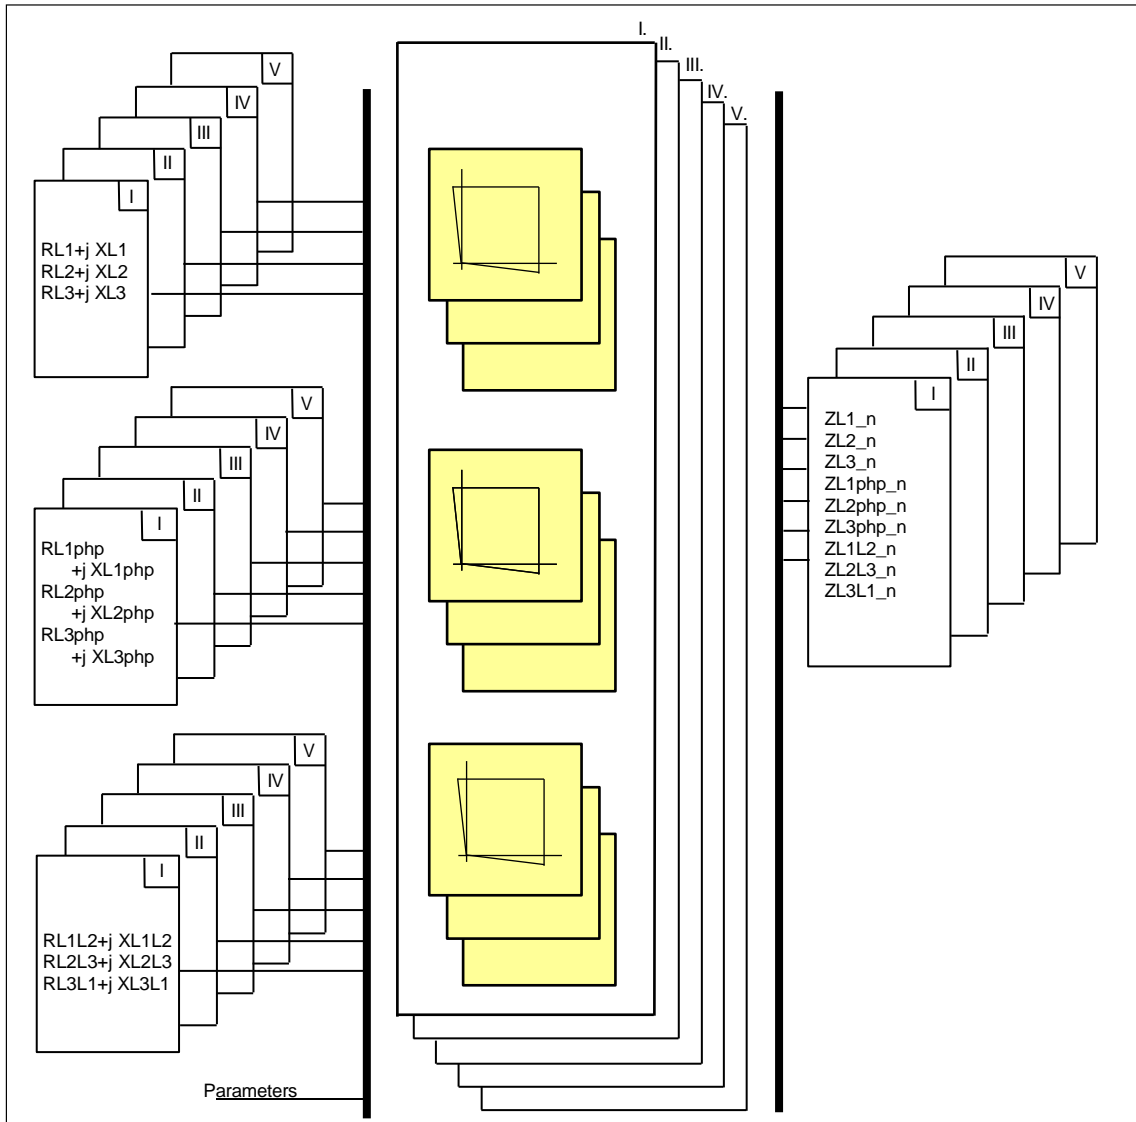 V
IV
III
II
I
RL1+j XL1
RL2+j XL2
RL3+j XL3
V
IV
III
II
I
RL1php
+j XL1php
RL2php
+j XL2php
RL3php
+j XL3php
V
IV
III
II
I
RL1L2+j XL1L2
RL2L3+j XL2L3
RL3L1+j XL3L1
Parameters
I.
II.
III.
IV.
V.
V
IV
III
II
I
ZL1_n
ZL2_n
ZL3_n
ZL1php_n
ZL2php_n
ZL3php_n
ZL1L2_n
ZL2L3_n
ZL3L1_n